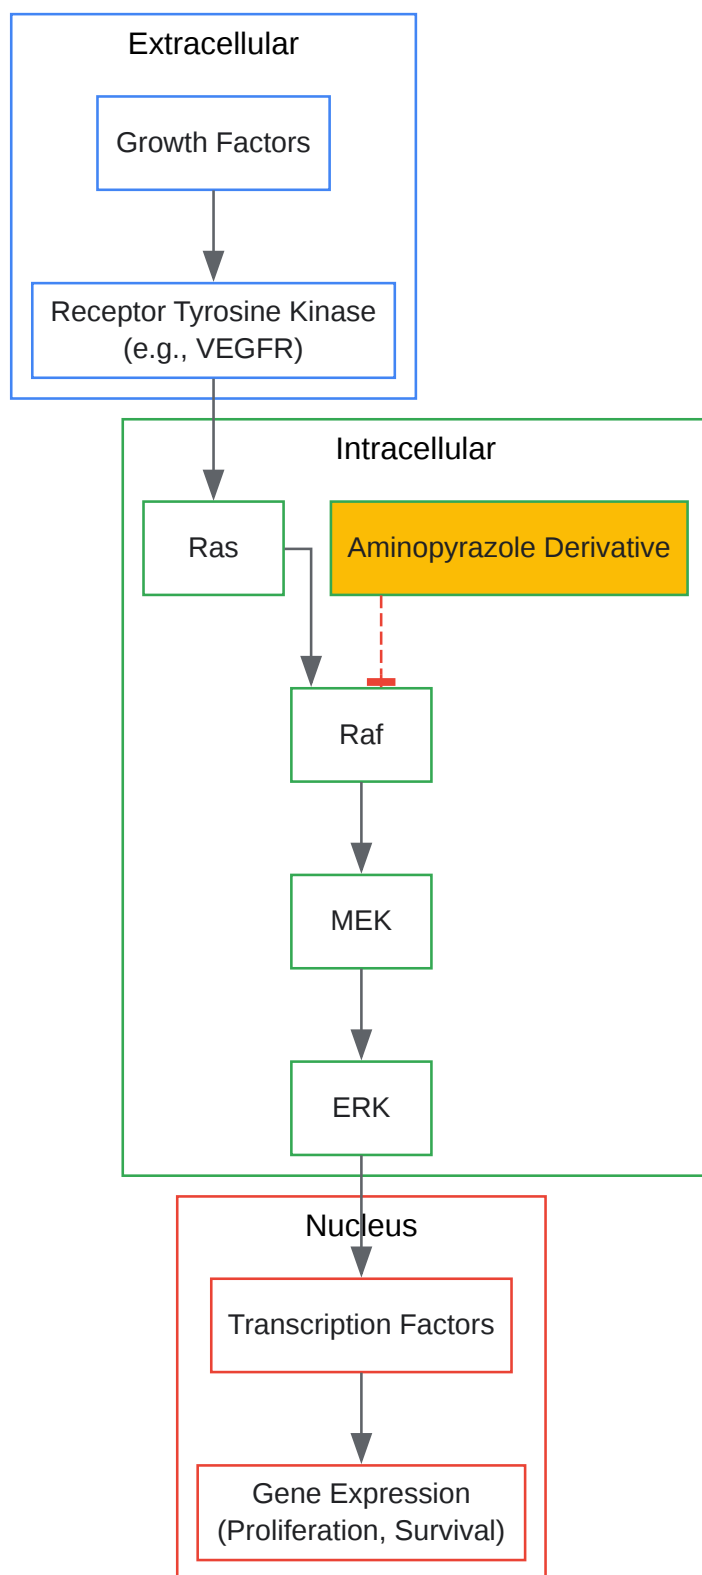 Extracellular
Growth Factors
Receptor Tyrosine Kinase
(e.g., VEGFR)
Intracellular
Ras
Aminopyrazole Derivative
Raf
MEK
ERK
Nucleus
Transcription Factors
Gene Expression
(Proliferation, Survival)